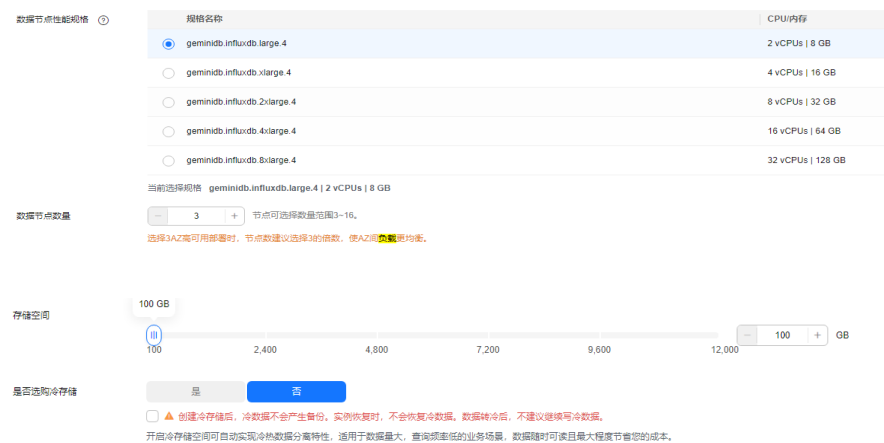 数据节点性能规格 ?
规格名称 CPU/内存
geminidb.influxdb.large.4 2 vCPUs | 8 GB
geminidb.influxdb.xlarge.4 4 vCPUs | 16 GB
geminidb.influxdb.2xlarge.4 8 vCPUs | 32 GB
geminidb.influxdb.4xlarge.4 16 vCPUs | 64 GB
geminidb.influxdb.8xlarge.4 32 vCPUs | 128 GB
当前选择规格 geminidb.influxdb.large.4 | 2 vCPUs | 8 GB
数据节点数量 − 3 + 节点可选择数量范围3~16。
选择3AZ高可用部署时，节点数建议选择3的倍数，使AZ间负载更均衡。
100 GB
存储空间 − 100 + GB
100 2,400 4,800 7,200 9,600 12,000
是否选购冷存储 是 否
创建冷存储后，冷数据不会产生备份。实例恢复时，不会恢复冷数据。数据转冷后，不建议继续写冷数据。
开启冷存储空间可自动实现冷热数据分离特性，适用于数据量大，查询频率低的业务场景，数据随时可读且最大程度节省您的成本。